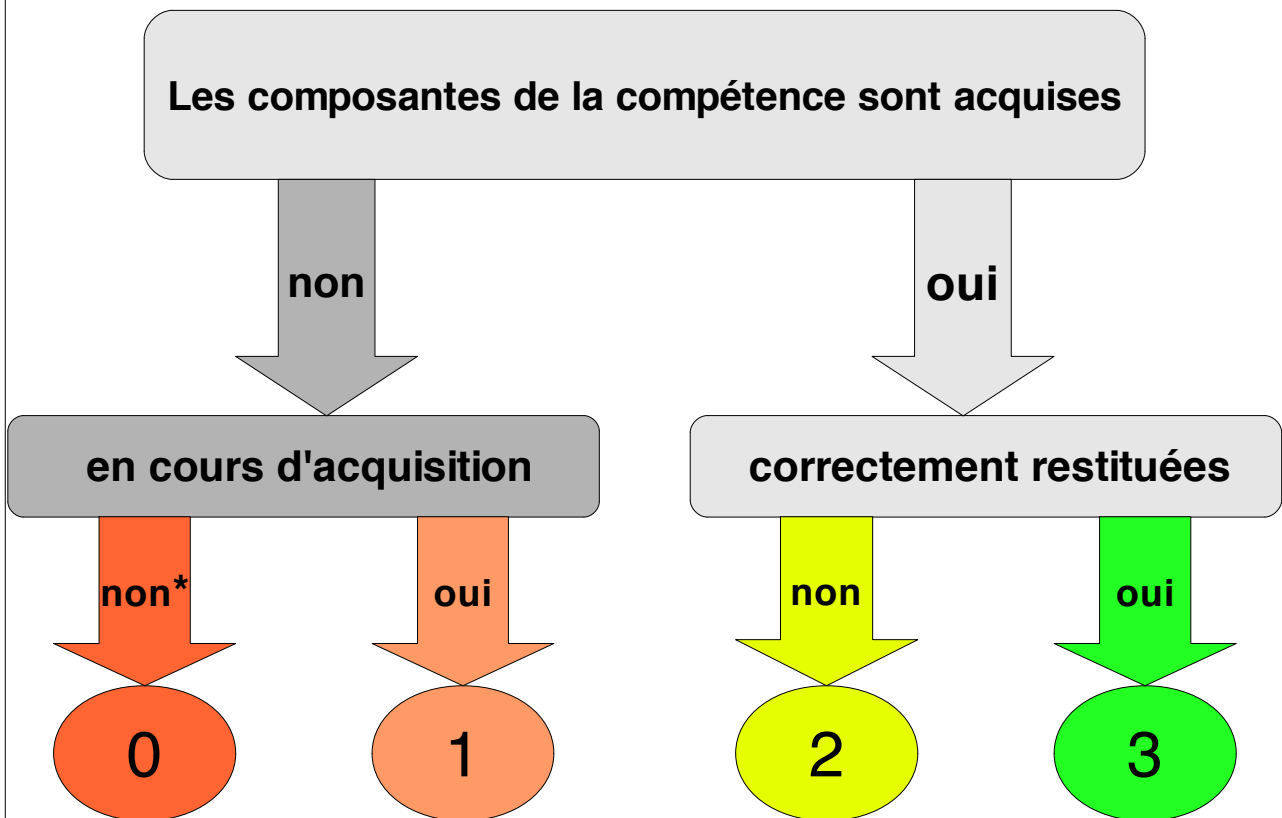 Les composantes de la compétence sont acquises
non
oui
en cours d'acquisition
correctement restituées
non*
oui
non
oui
0
1
2
3